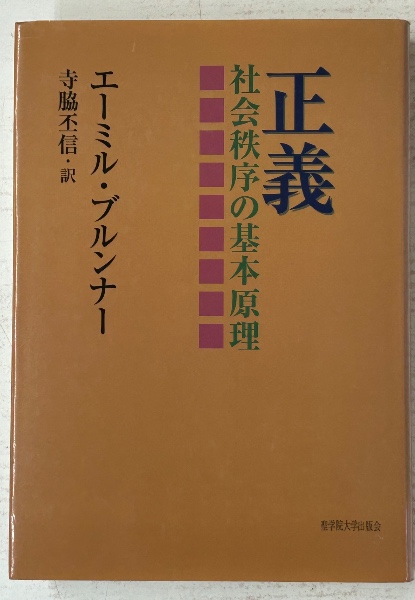 正義
社会秩序の基本原理
エーミル・ブルンナー
寺脇丕信・訳
聖学院大学出版会